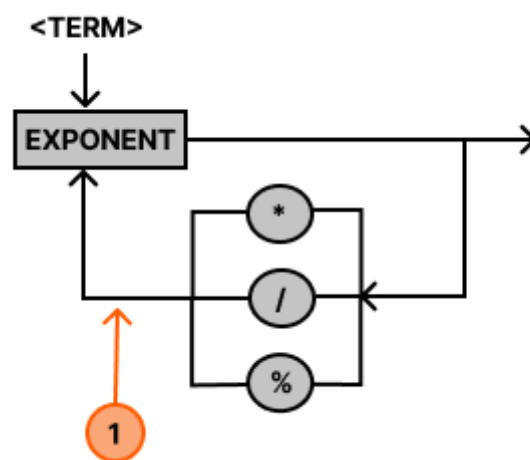 <TERM>
EXPONENT
*
/
%
1